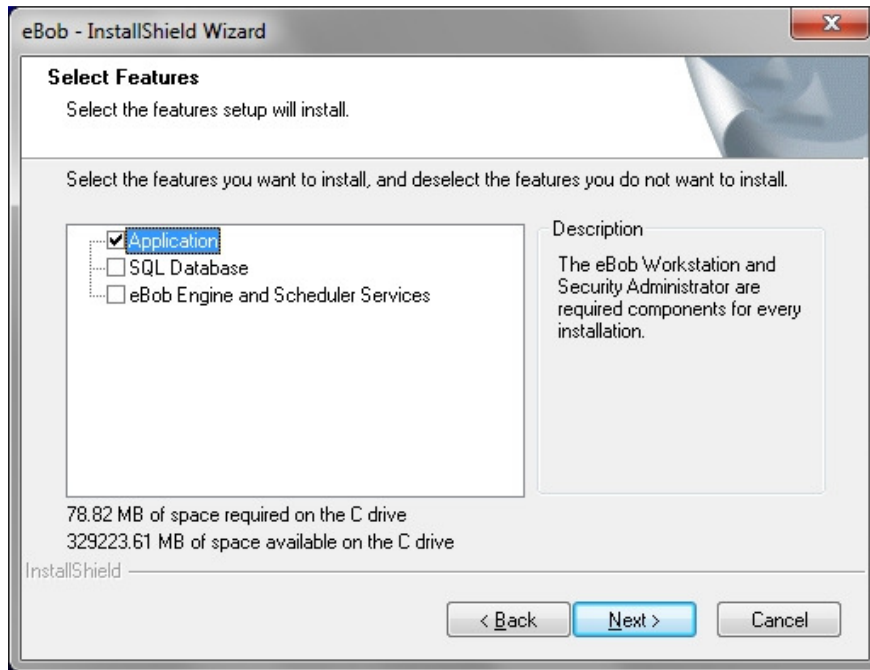 eBob - InstallShield Wizard
Select Features
Select the features setup will install.
Select the features you want to install, and deselect the features you do not want to install.
Application
SQL Database
eBob Engine and Scheduler Services
Description
The eBob Workstation and
Security Administrator are
required components for every
installation.
78.82 MB of space required on the C drive
329223.61 MB of space available on the C drive
InstallShield
< Back
Next >
Cancel